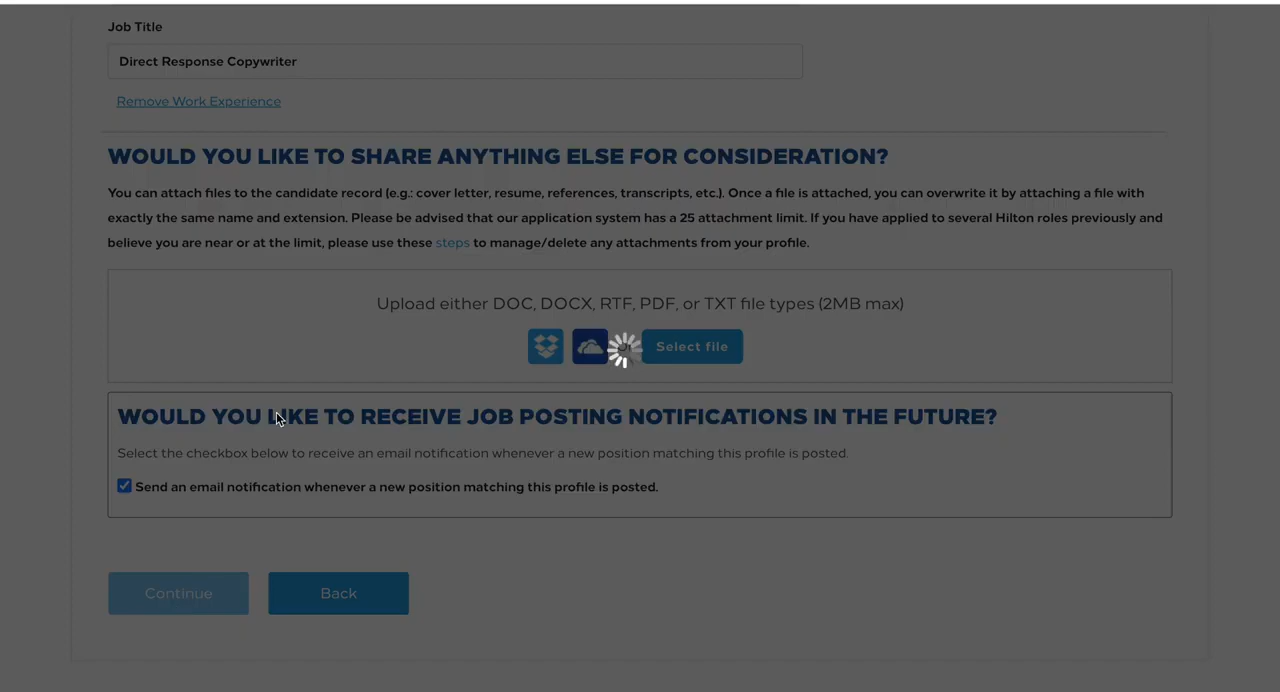 Job Title
Direct Response Copywriter
Remove Work Experience
WOULD YOU LIKE TO SHARE ANYTHING ELSE FOR CONSIDERATION?
You can attach files to the candidate record (e.g.: cover letter, resume, references, transcripts, etc.). Once a file is attached, you can overwrite it by attaching a file with
exactly the same name and extension. Please be advised that our application system has a 25 attachment limit. If you have applied to several Hilton roles previously and
believe you are near or at the limit, please use these steps to manage/delete any attachments from your profile.
Upload either DOC, DOCX, RTF, PDF, or TXT file types (2MB max)
Select file
WOULD YOU LIKE TO RECEIVE JOB POSTING NOTIFICATIONS IN THE FUTURE?
Select the checkbox below to receive an email notification whenever a new position matching this profile is posted.
Send an email notification whenever a new position matching this profile is posted.
Continue Back